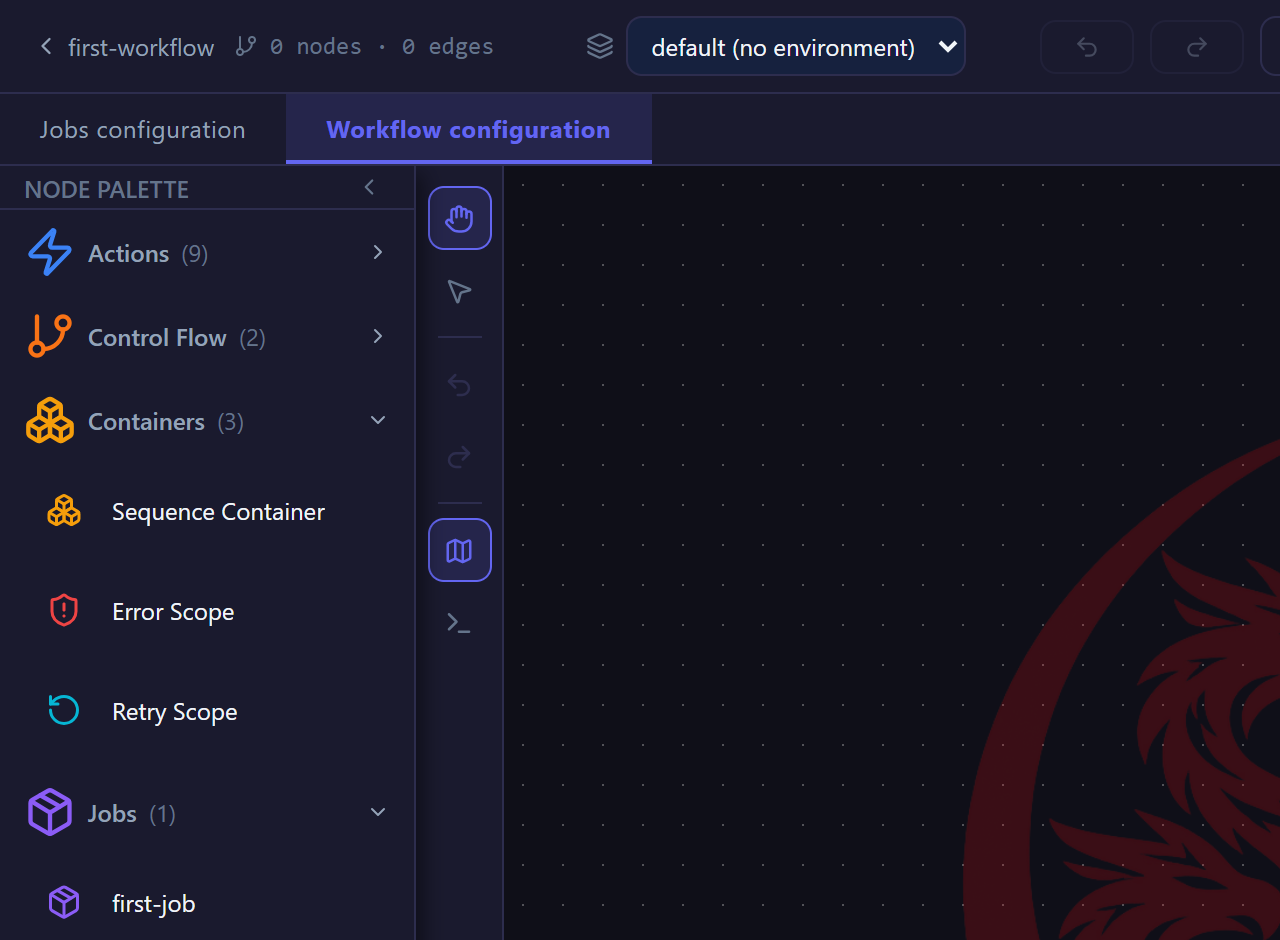 first-workflow 0 nodes · 0 edges default (no environment)
Jobs configuration Workflow configuration
NODE PALETTE
Actions (9)
Control Flow (2)
Containers (3)
Sequence Container
Error Scope
Retry Scope
Jobs (1)
first-job